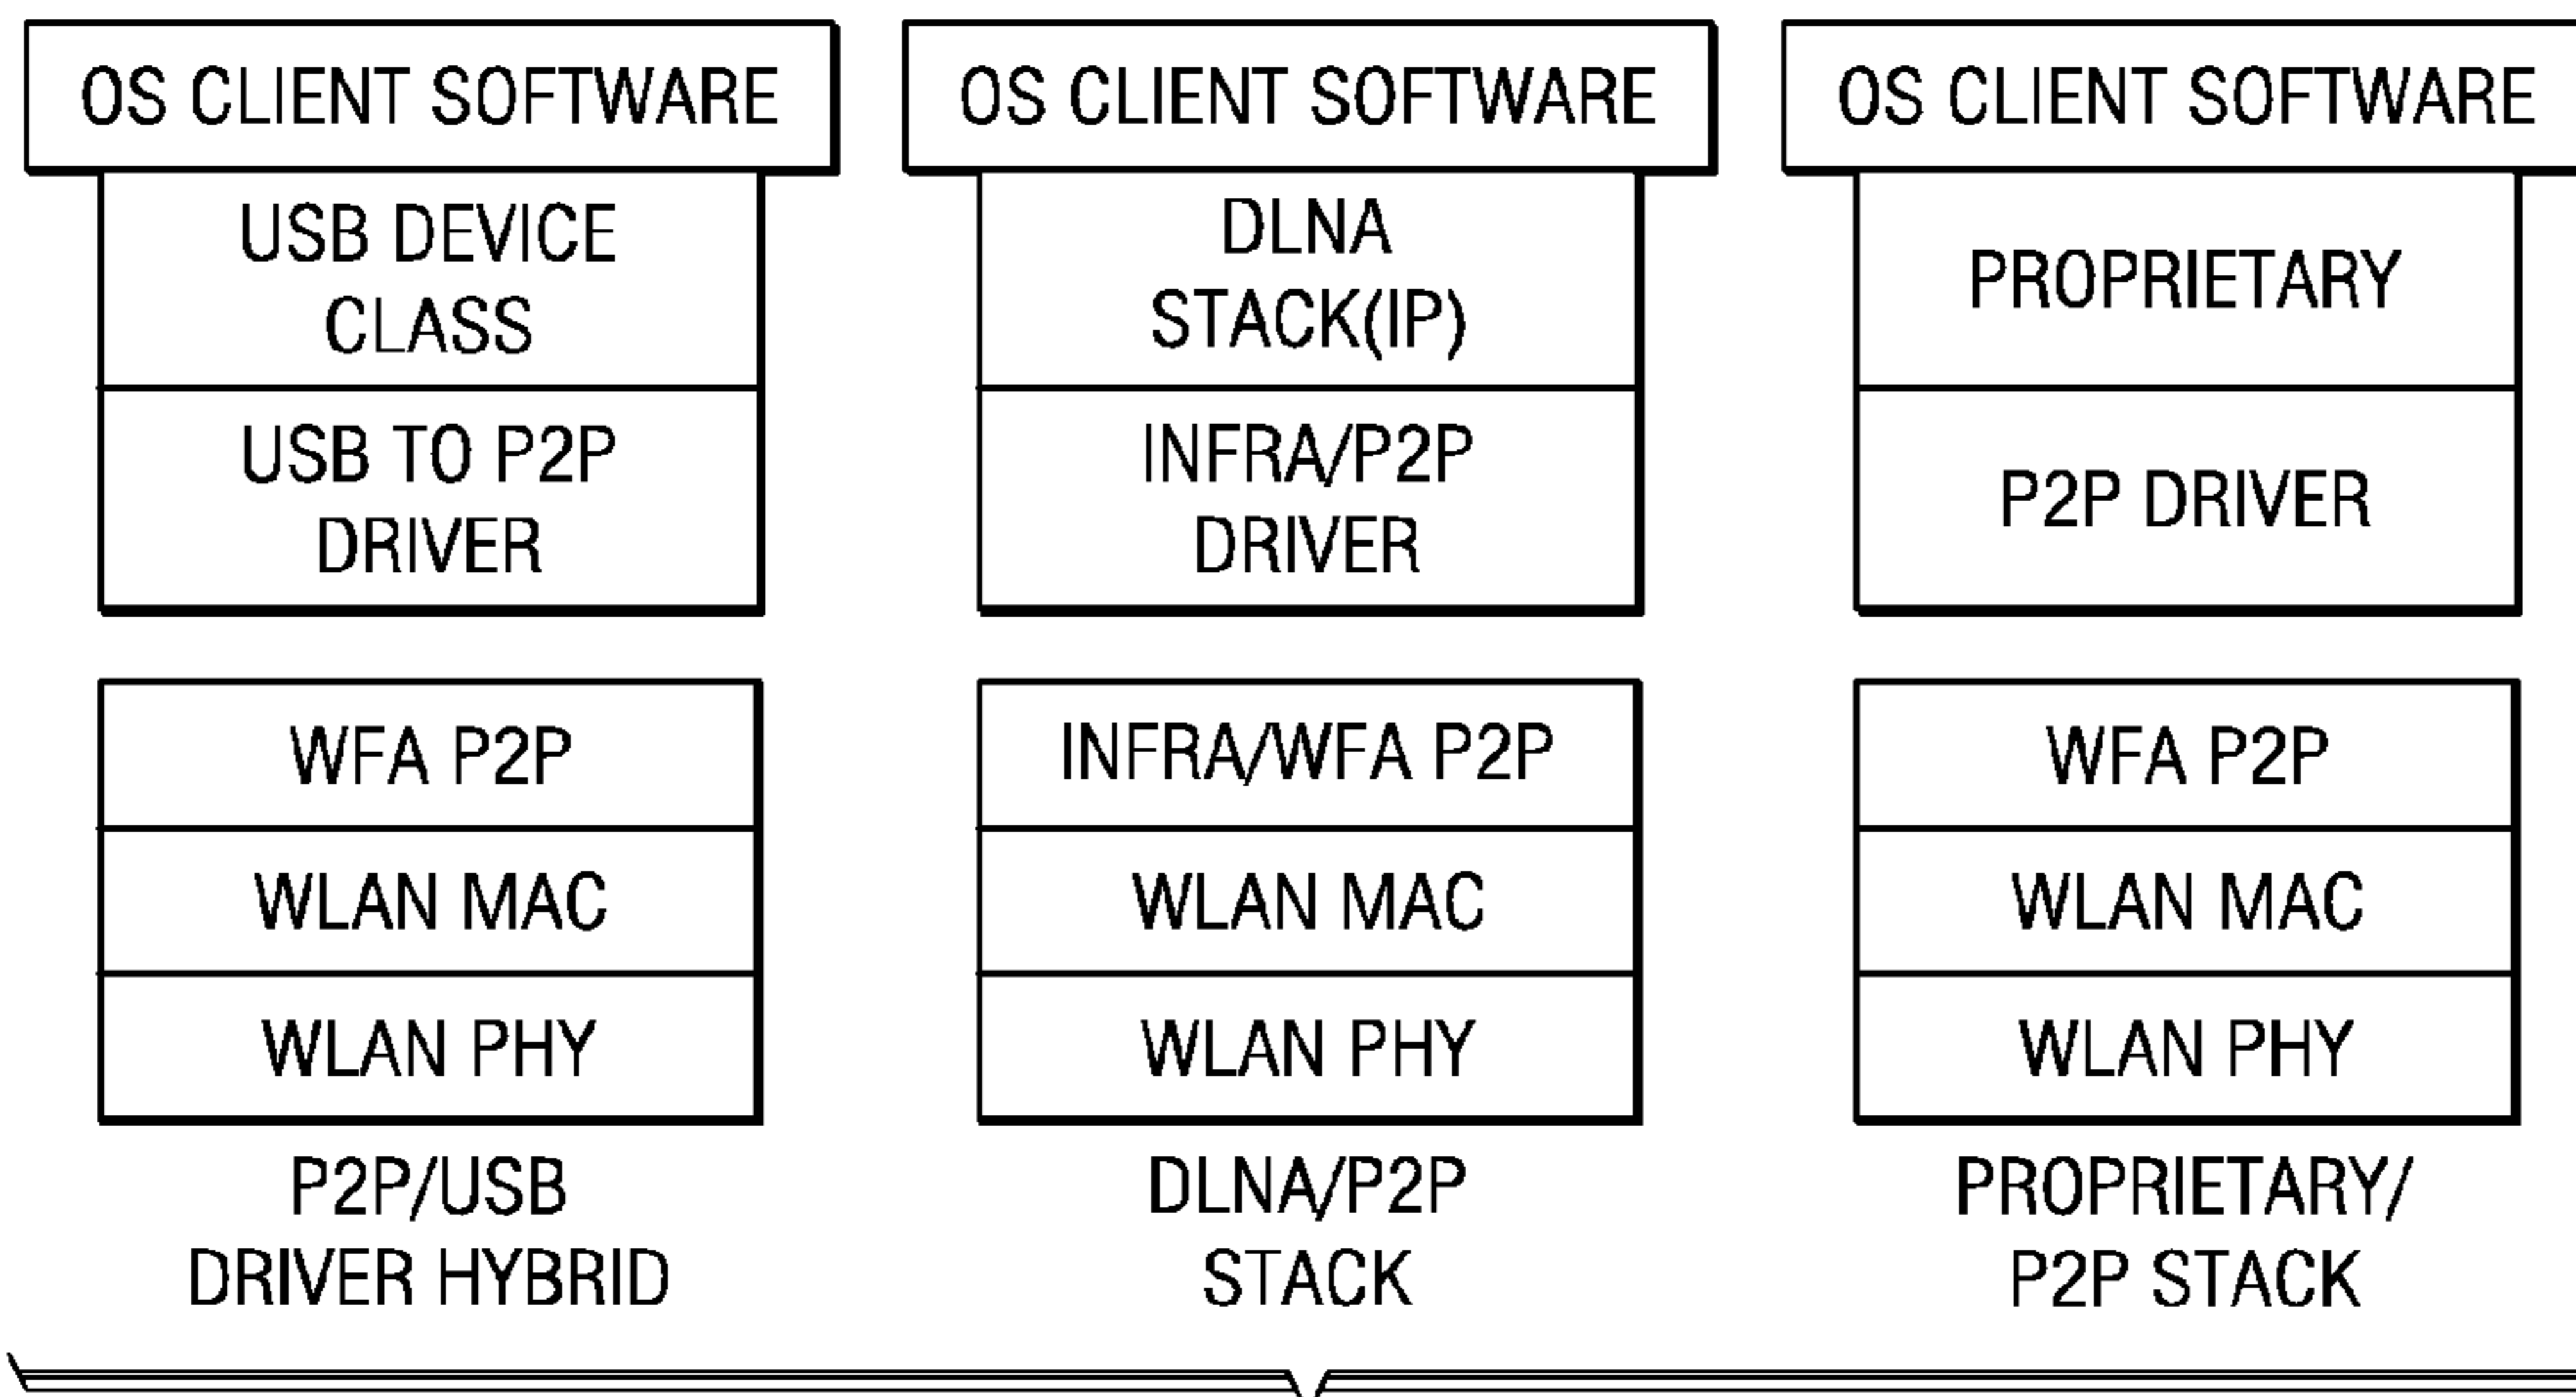 OS CLIENT SOFTWARE
USB DEVICE
CLASS
USB TO P2P
DRIVER
WFA P2P
WLAN MAC
WLAN PHY
P2P/USB
DRIVER HYBRID
OS CLIENT SOFTWARE
DLNA
STACK(IP)
INFRA/P2P
DRIVER
INFRA/WFA P2P
WLAN MAC
WLAN PHY
DLNA/P2P
STACK
OS CLIENT SOFTWARE
PROPRIETARY
P2P DRIVER
WFA P2P
WLAN MAC
WLAN PHY
PROPRIETARY/
P2P STACK